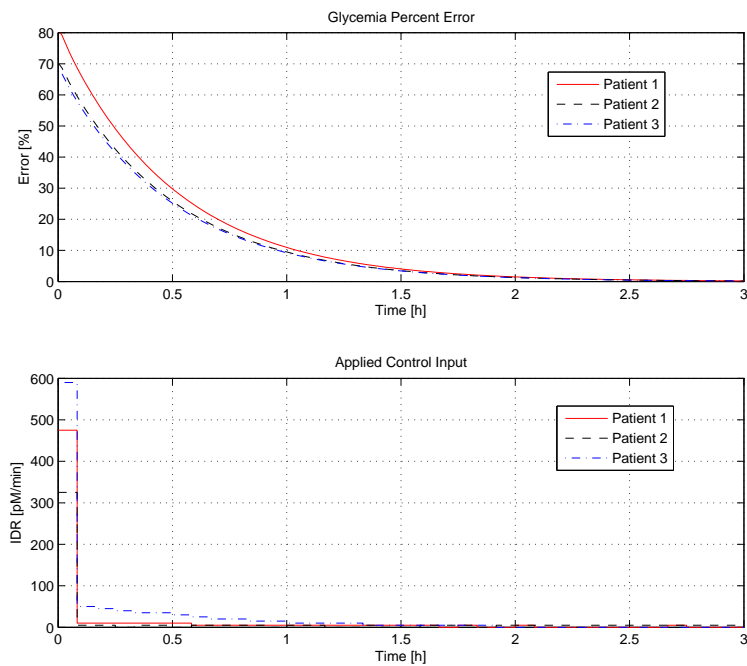 Glycemia Percent Error
80
70
60
50
40
30
20
10
0
Error [%]
Patient 1
Patient 2
Patient 3
0 0.5 1 1.5 2 2.5 3
Time [h]
Applied Control Input
600
500
400
300
200
100
0
IDR [pM/min]
Patient 1
Patient 2
Patient 3
0 0.5 1 1.5 2 2.5 3
Time [h]